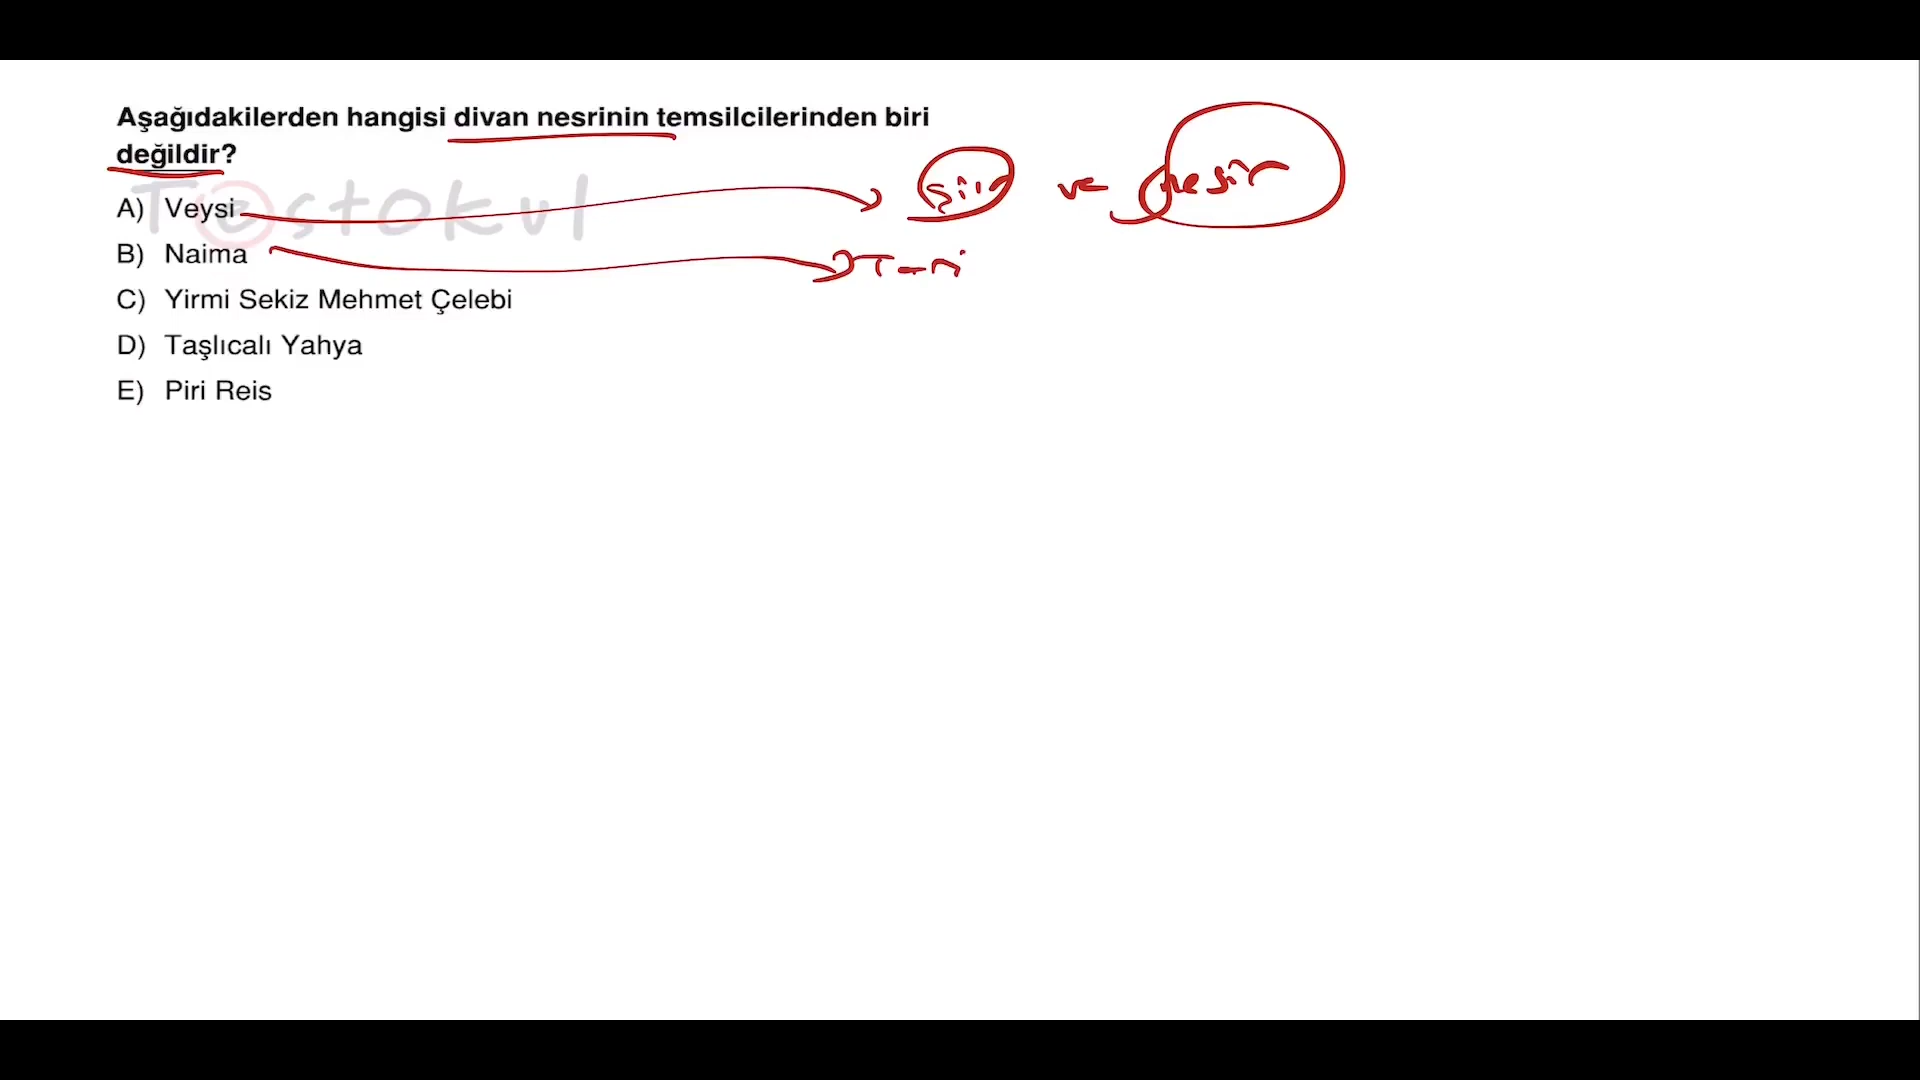 Aşağıdakilerden hangisi divan nesrinin temsilcilerinden biri
değildir?
Testokul
A) Veysi
şiir ve nesir
B) Naima
C) Yirmi Sekiz Mehmet Çelebi
D) Taşlıcalı Yahya
E) Piri Reis